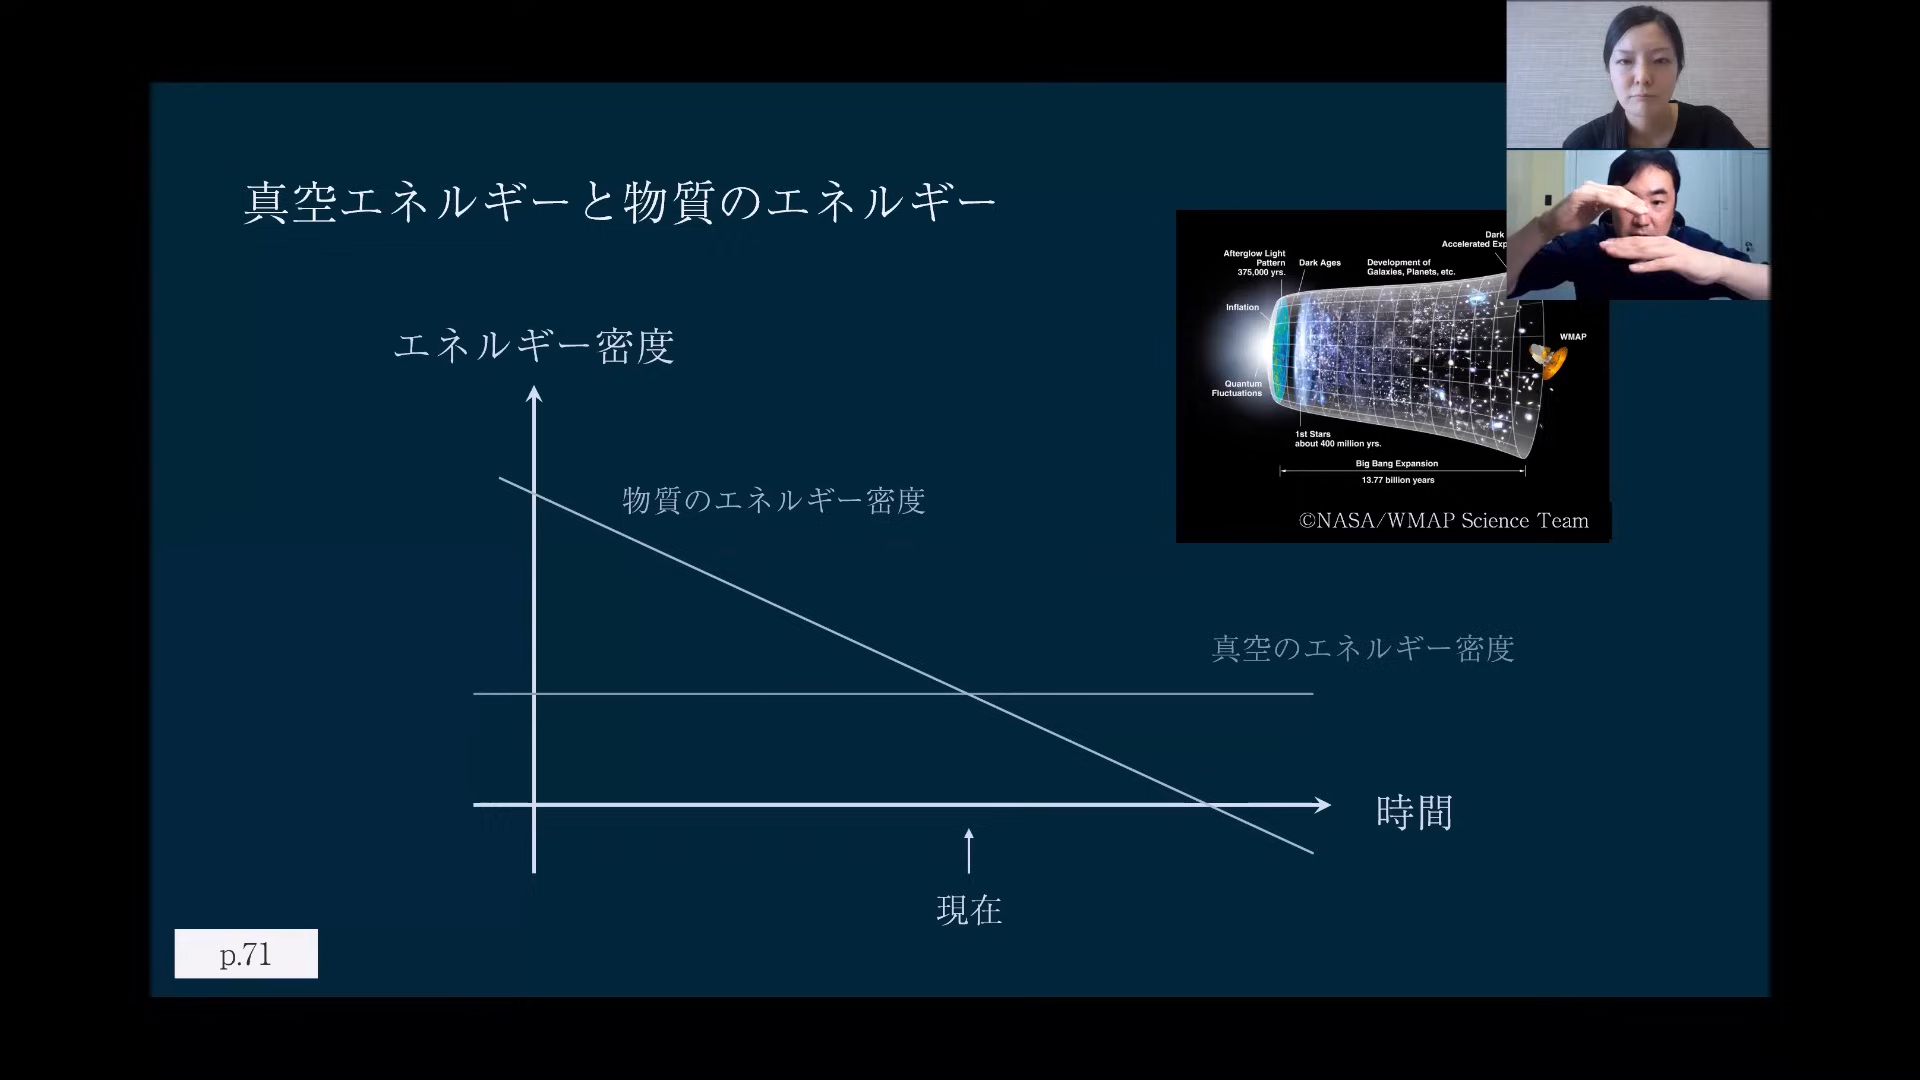 真空エネルギーと物質のエネルギー
エネルギー密度
物質のエネルギー密度
真空のエネルギー密度
時間
現在
p.71
Dark
Accelerated Exp
Afterglow Light
Pattern
375,000 yrs.
Dark Ages
Development of
Galaxies, Planets, etc.
Inflation
WMAP
Quantum
Fluctuations
1st Stars
about 400 million yrs.
Big Bang Expansion
13.77 billion years
©NASA/WMAP Science Team